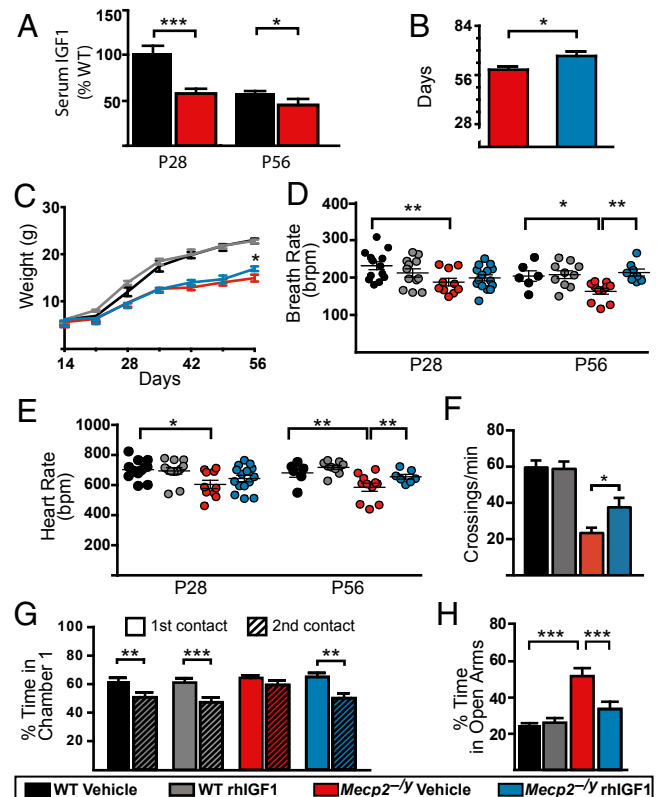 A
Serum IGF1
(% WT)
150
100
50
***
*
P28
P56
B
Days
84
56
28
*
C
Weight (g)
30
20
10
*
14
28
42
56
Days
D
Breath Rate
(brpm)
400
300
200
100
**
*
**
P28
P56
E
Heart Rate
(bpm)
1000
800
600
400
200
*
**
**
P28
P56
F
Crossings/min
80
60
40
20
*
G
1st contact
2nd contact
% Time in
Chamber 1
100
80
60
40
20
**
***
**
H
% Time
in Open Arms
80
60
40
20
***
***
WT Vehicle
WT rhIGF1
Mecp2−/y Vehicle
Mecp2−/y rhIGF1